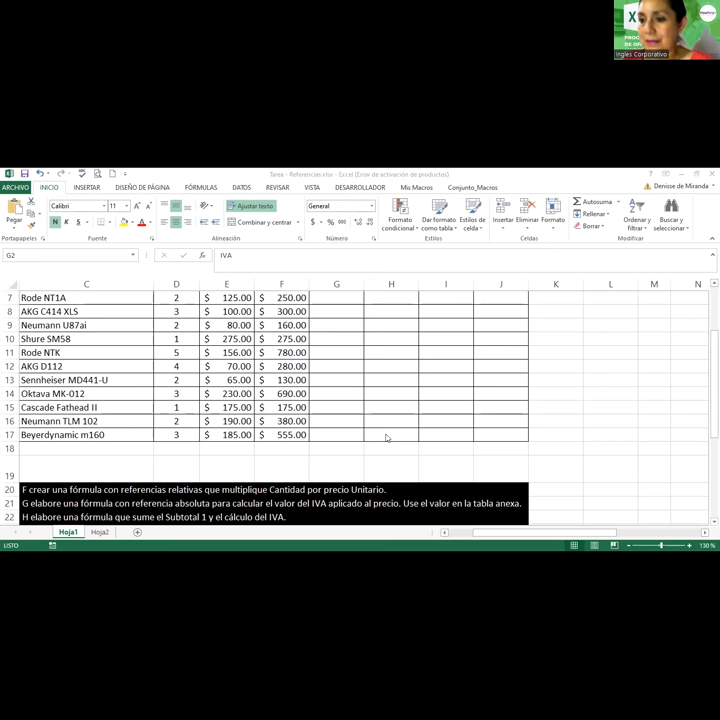 Ingles Corporativo
Tarea - Referencias.xlsx - Excel (Error de activación de productos)
ARCHIVO INICIO INSERTAR DISEÑO DE PÁGINA FÓRMULAS DATOS REVISAR VISTA DESARROLLADOR Mis Macros Conjunto_Macros Denisse de Miranda
Pegar
Calibri 11
N K S
Ajustar texto
Combinar y centrar
General
$ % 000
Formato condicional
Dar formato como tabla
Estilos de celda
Insertar Eliminar Formato
Autosuma
Rellenar
Borrar
Ordenar y filtrar
Buscar y seleccionar
Portapapeles Fuente Alineación Número Estilos Celdas Modificar
G2 fx IVA
C D E F G H I J K L M N
7 Rode NT1A 2 $ 125.00 $ 250.00
8 AKG C414 XLS 3 $ 100.00 $ 300.00
9 Neumann U87ai 2 $ 80.00 $ 160.00
10 Shure SM58 1 $ 275.00 $ 275.00
11 Rode NTK 5 $ 156.00 $ 780.00
12 AKG D112 4 $ 70.00 $ 280.00
13 Sennheiser MD441-U 2 $ 65.00 $ 130.00
14 Oktava MK-012 3 $ 230.00 $ 690.00
15 Cascade Fathead II 1 $ 175.00 $ 175.00
16 Neumann TLM 102 2 $ 190.00 $ 380.00
17 Beyerdynamic m160 3 $ 185.00 $ 555.00
18
19
20 F crear una fórmula con referencias relativas que multiplique Cantidad por precio Unitario.
21 G elabore una fórmula con referencia absoluta para calcular el valor del IVA aplicado al precio. Use el valor en la tabla anexa.
22 H elabore una fórmula que sume el Subtotal 1 y el cálculo del IVA.
Hoja1 Hoja2
LISTO 130 %